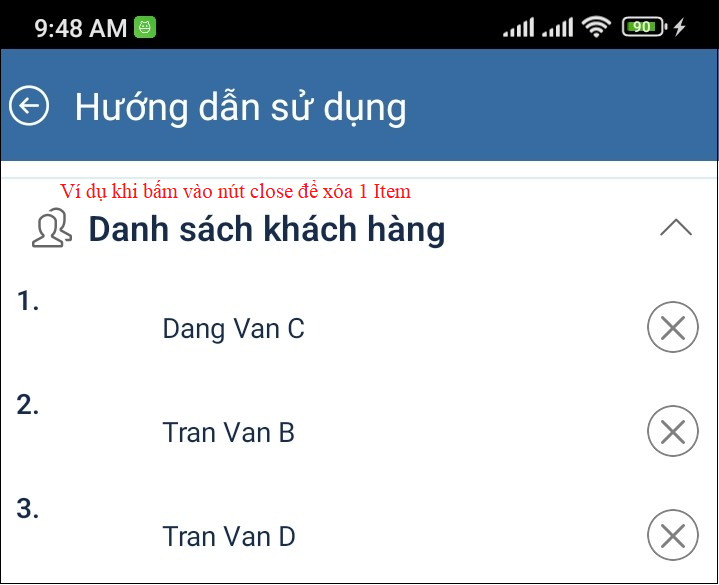 9:48 AM
90
Hướng dẫn sử dụng
Ví dụ khi bấm vào nút close để xóa 1 Item
Danh sách khách hàng
1.
Dang Van C
2.
Tran Van B
3.
Tran Van D